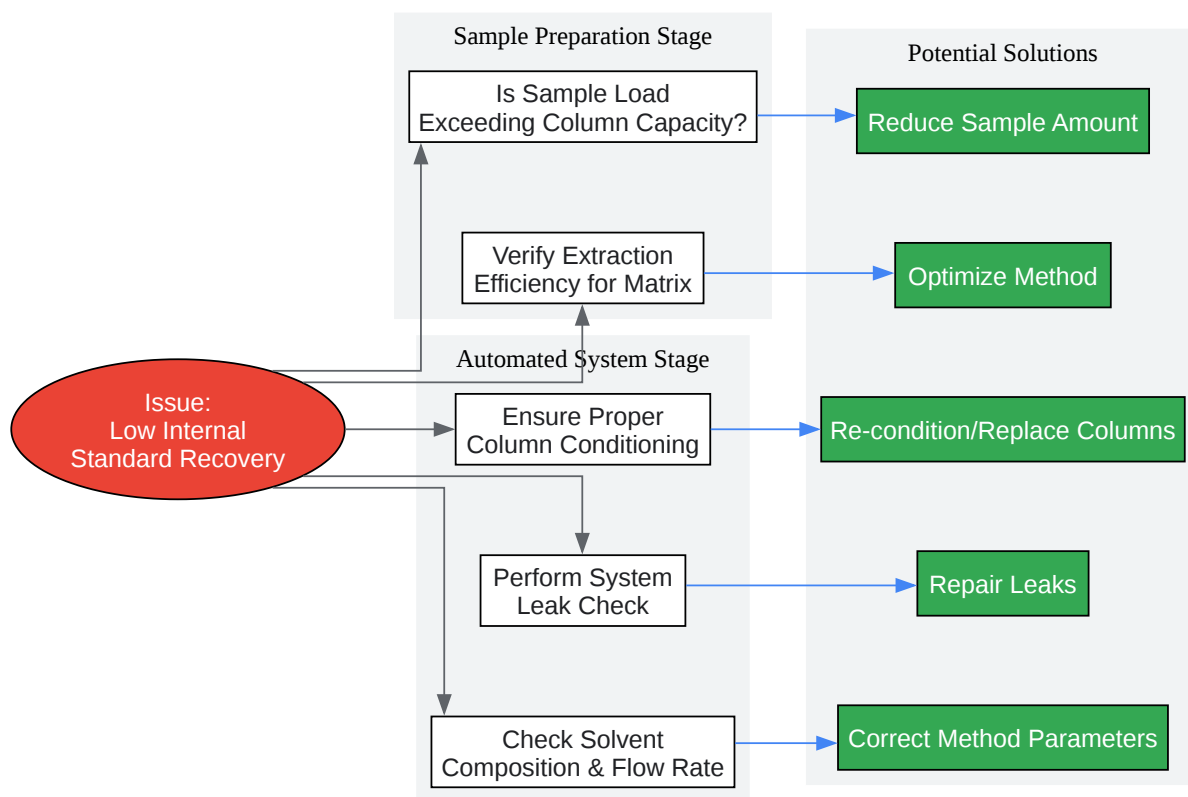 Sample Preparation Stage
Potential Solutions
Is Sample Load
Exceeding Column Capacity?
Reduce Sample Amount
Verify Extraction
Efficiency for Matrix
Optimize Method
Automated System Stage
Issue:
Low Internal
Standard Recovery
Ensure Proper
Column Conditioning
Re-condition/Replace Columns
Perform System
Leak Check
Repair Leaks
Check Solvent
Composition & Flow Rate
Correct Method Parameters